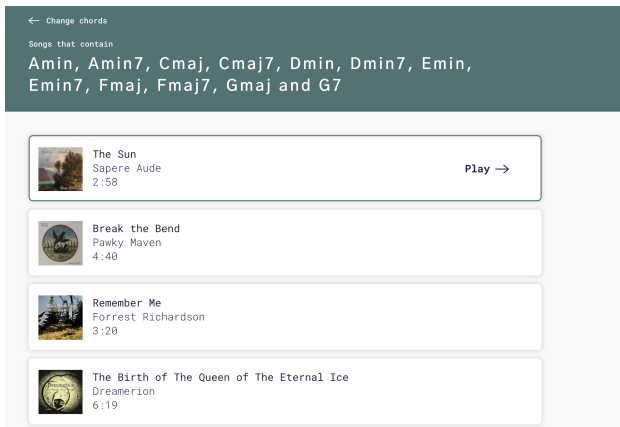 ← Change chords
Songs that contain
Amin, Amin7, Cmaj, Cmaj7, Dmin, Dmin7, Emin,
Emin7, Fmaj, Fmaj7, Gmaj and G7
The Sun
Sapere Aude
2:58
Play →
Break the Bend
Pawky Maven
4:40
Remember Me
Forrest Richardson
3:20
The Birth of The Queen of The Eternal Ice
Dreamerion
6:19